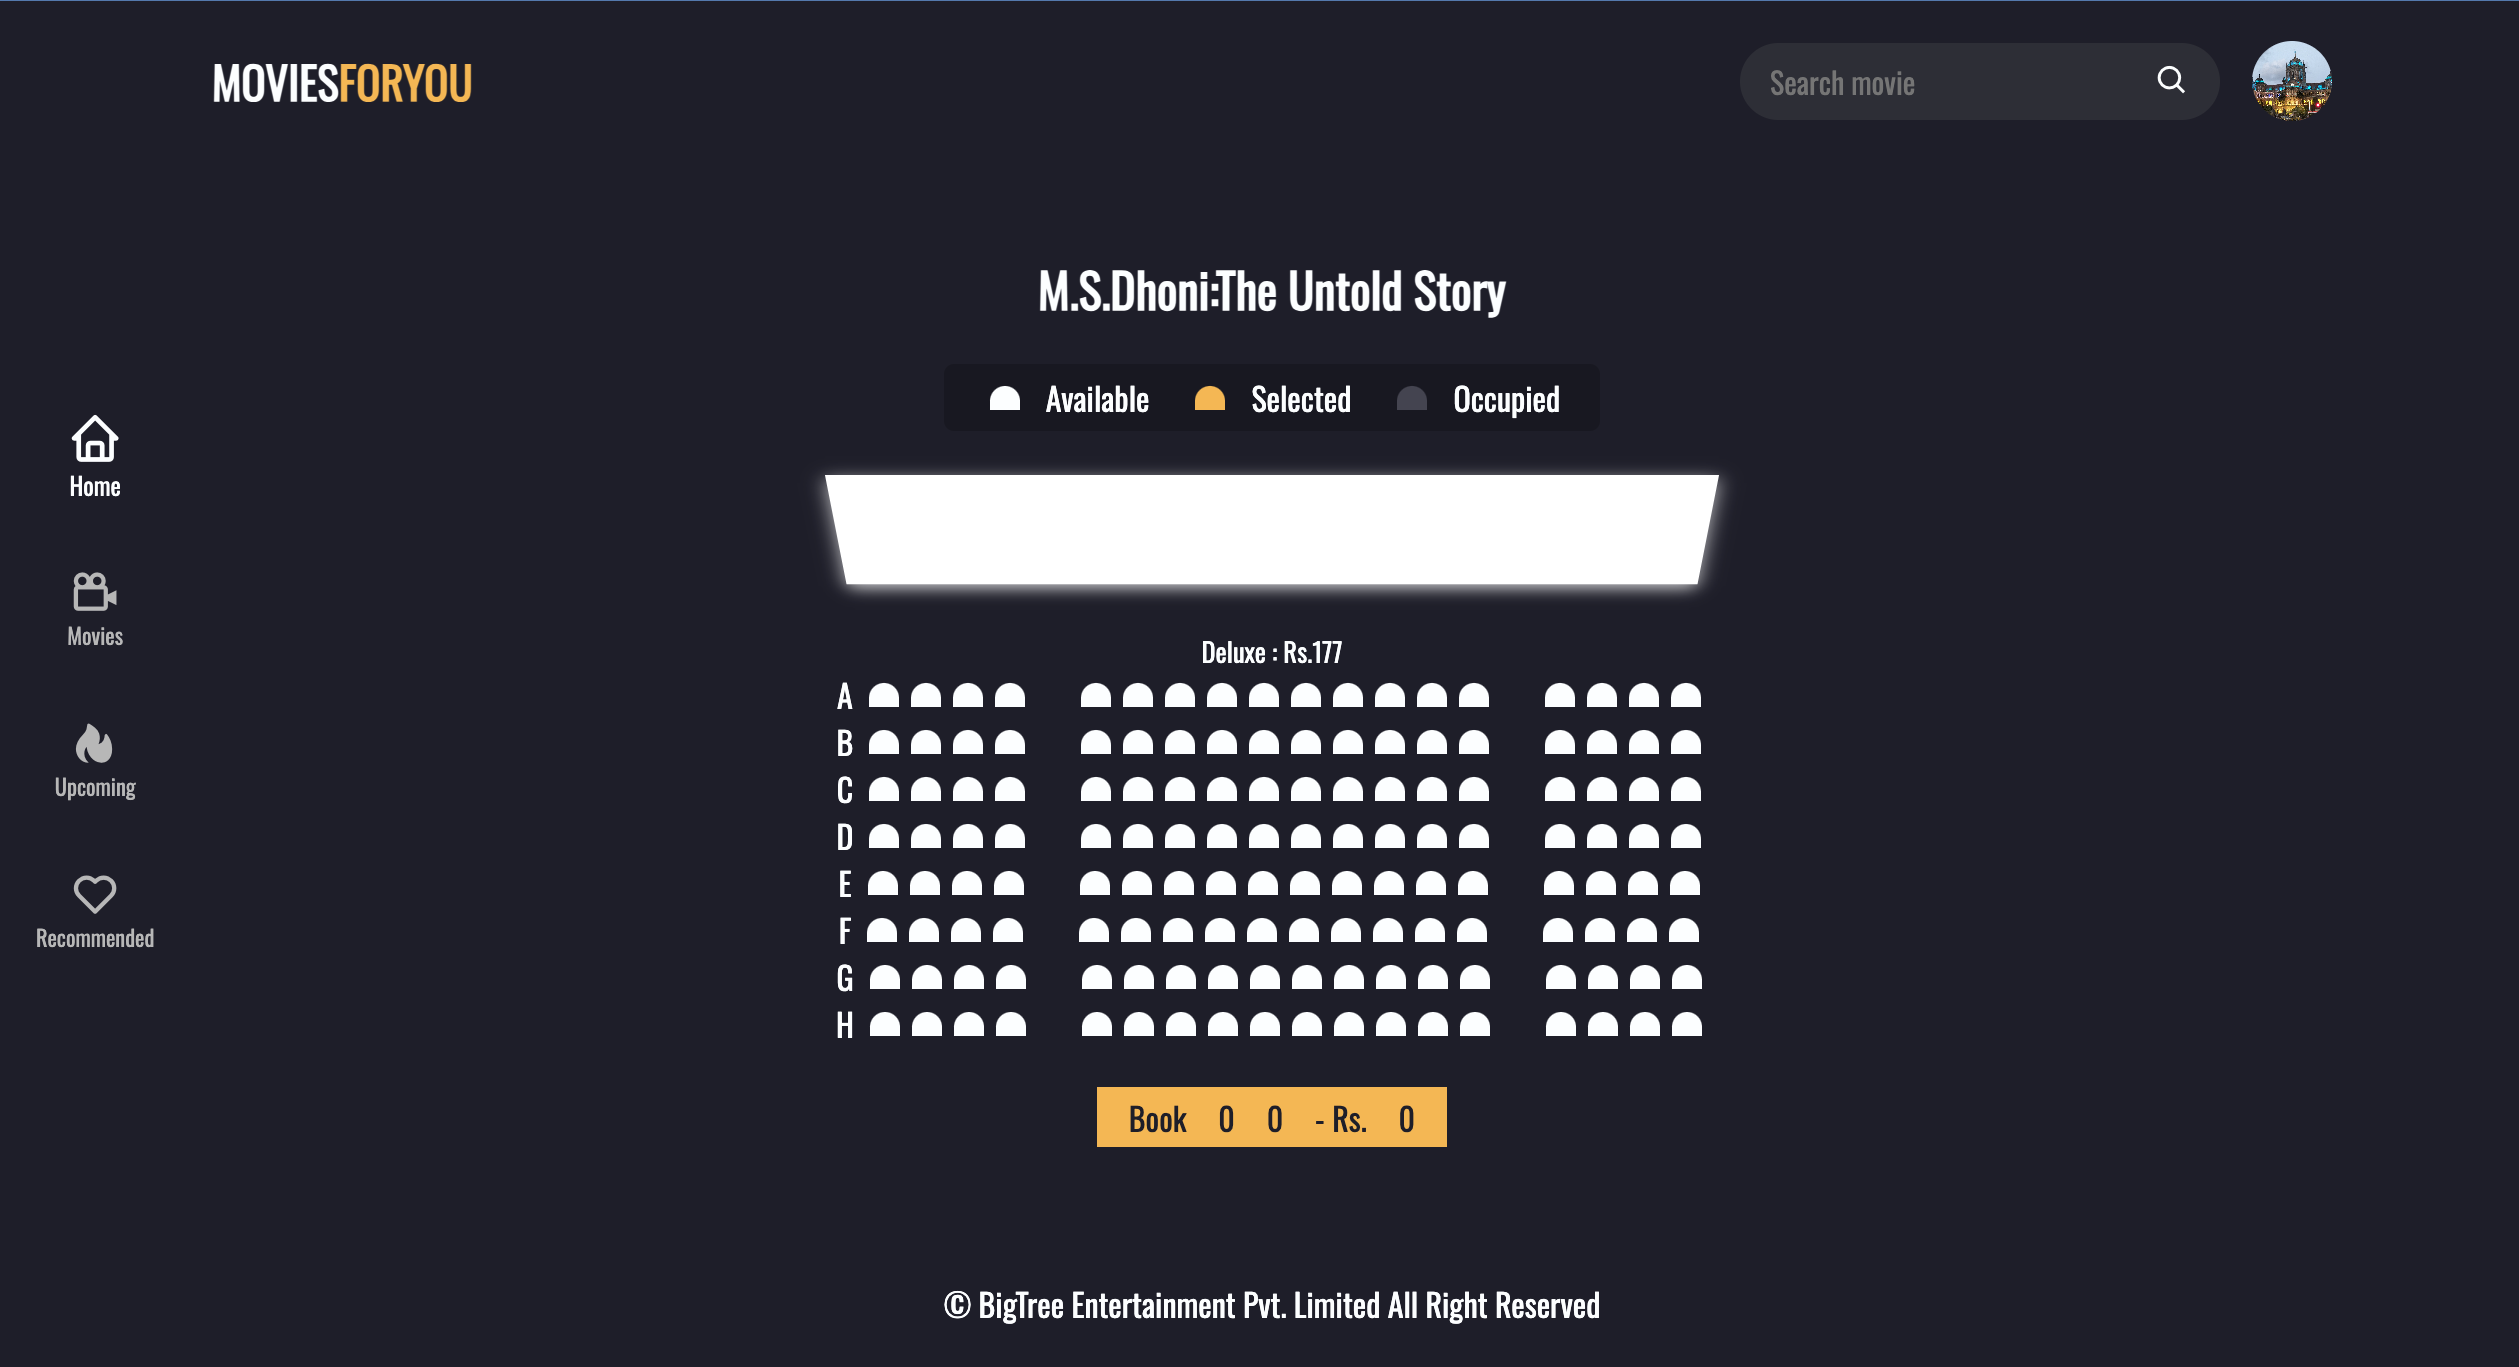 MOVIESFORYOU
Search movie
M.S.Dhoni:The Untold Story
Available Selected Occupied
Home
Movies
Upcoming
Recommended
Deluxe : Rs.177
A
B
C
D
E
F
G
H
Book 0 0 - Rs. 0
© BigTree Entertainment Pvt. Limited All Right Reserved